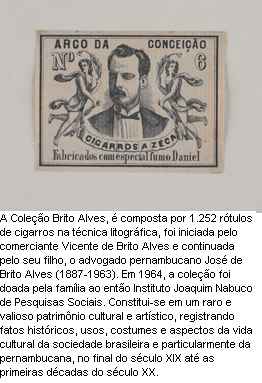 ARCO DA CONCEIÇÃO
Nº 6
CIGARROS A ZECA
Fabricados com especial fumo Daniel
A Coleção Brito Alves, é composta por 1.252 rótulos
de cigarros na técnica litográfica, foi iniciada pelo
comerciante Vicente de Brito Alves e continuada
pelo seu filho, o advogado pernambucano José de
Brito Alves (1887-1963). Em 1964, a coleção foi
doada pela família ao então Instituto Joaquim Nabuco
de Pesquisas Sociais. Constitui-se em um raro e
valioso patrimônio cultural e artístico, registrando
fatos históricos, usos, costumes e aspectos da vida
cultural da sociedade brasileira e particularmente da
pernambucana, no final do século XIX até as
primeiras décadas do século XX.